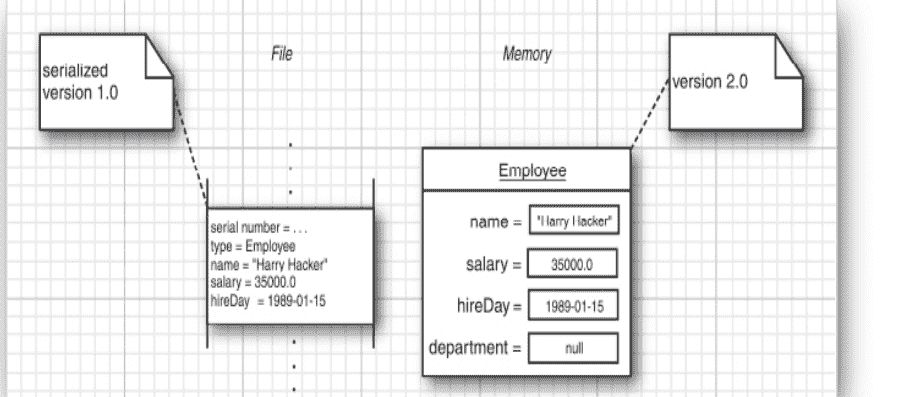 File
Memory
serialized
version 1.0
version 2.0
Employee
name = "Harry Hacker"
salary = 35000.0
hireDay = 1989-01-15
department = null
serial number = . . .
type = Employee
name = "Harry Hacker"
salary = 35000.0
hireDay = 1989-01-15